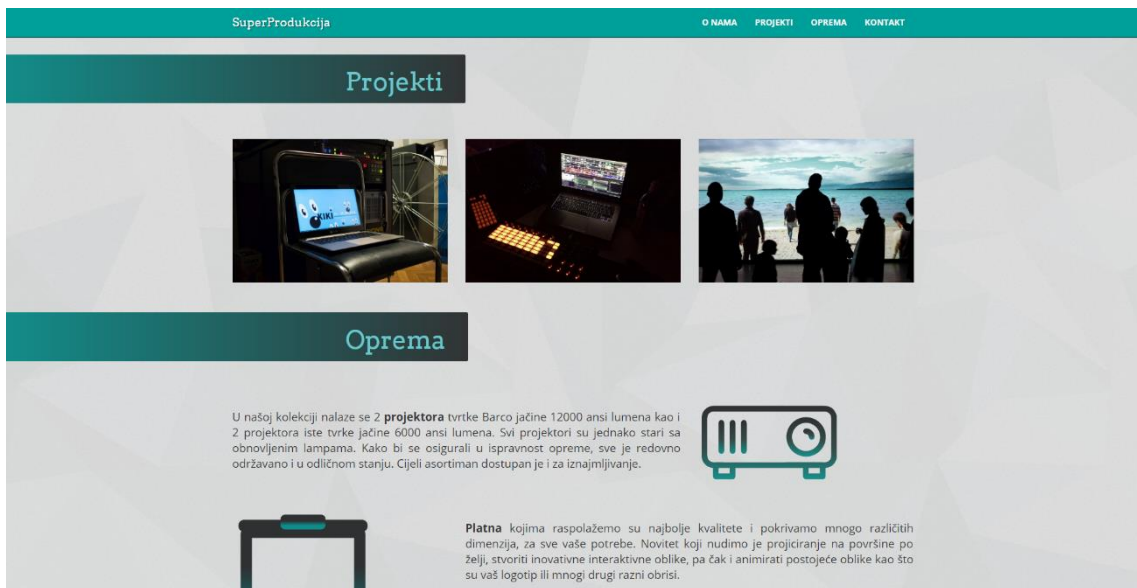 SuperProdukcija
O NAMA PROJEKTI OPREMA KONTAKT
Projekti
KIKI
Oprema
U našoj kolekciji nalaze se 2 projektora tvrtke Barco jačine 12000 ansi lumena kao i
2 projektora iste tvrke jačine 6000 ansi lumena. Svi projektori su jednako stari sa
obnovljenim lampama. Kako bi se osigurali u ispravnost opreme, sve je redovno
održavano i u odličnom stanju. Cijeli asortiman dostupan je i za iznajmljivanje.
Platna kojima raspolažemo su najbolje kvalitete i pokrivamo mnogo različitih
dimenzija, za sve vaše potrebe. Novitet koji nudimo je projiciranje na površine po
želji, stvoriti inovativne interaktivne oblike, pa čak i animirati postojeće oblike kao što
su vaš logotip ili mnogi drugi razni obrisi.